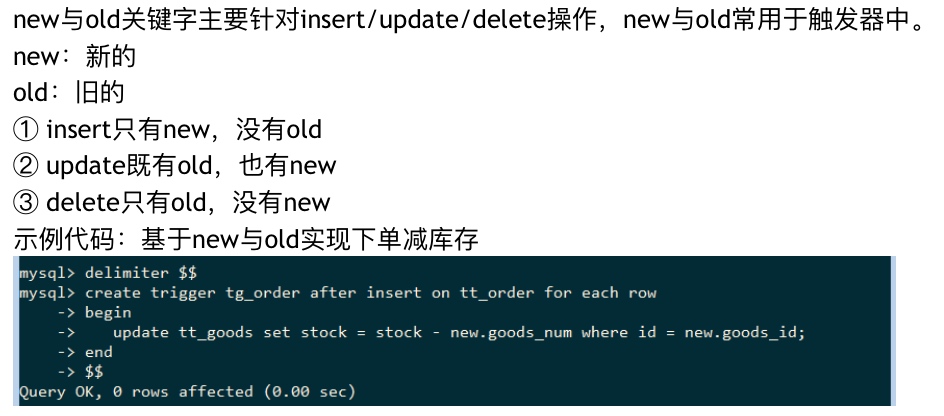 new与old关键字主要针对insert/update/delete操作，new与old常用于触发器中。
new：新的
old：旧的
① insert只有new，没有old
② update既有old，也有new
③ delete只有old，没有new
示例代码：基于new与old实现下单减库存
mysql> delimiter $$
mysql> create trigger tg_order after insert on tt_order for each row
    -> begin
    ->    update tt_goods set stock = stock - new.goods_num where id = new.goods_id;
    -> end
    -> $$
Query OK, 0 rows affected (0.00 sec)